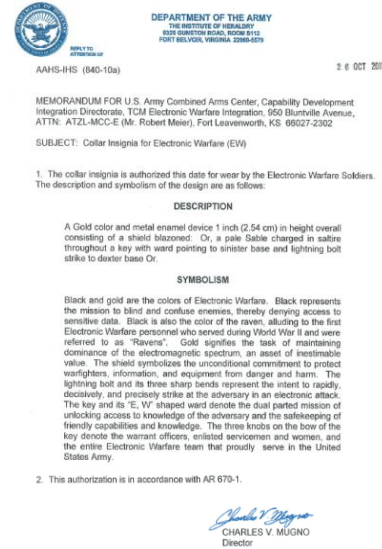 DEPARTMENT OF THE ARMY
THE INSTITUTE OF HERALDRY
9325 GUNSTON ROAD, ROOM S112
FORT BELVOIR, VIRGINIA 22060-5579
REPLY TO
ATTENTION OF
AAHS-IHS (840-10a)
26 OCT
MEMORANDUM FOR U.S. Army Combined Arms Center, Capability Development
Integration Directorate, TCM Electronic Warfare Integration, 950 Bluntville Avenue,
ATTN: ATZL-MCC-E (Mr. Robert Meier), Fort Leavenworth, KS 66027-2302
SUBJECT: Collar Insignia for Electronic Warfare (EW)
1. The collar insignia is authorized this date for wear by the Electronic Warfare Soldiers.
The description and symbolism of the design are as follows:
DESCRIPTION
A Gold color and metal enamel device 1 inch (2.54 cm) in height overall
consisting of a shield blazoned: Or, a pale Sable charged in saltire
throughout a key with ward pointing to sinister base and lightning bolt
strike to dexter base Or.
SYMBOLISM
Black and gold are the colors of Electronic Warfare. Black represents
the mission to blind and confuse enemies, thereby denying access to
sensitive data. Black is also the color of the raven, alluding to the first
Electronic Warfare personnel who served during World War II and were
referred to as "Ravens". Gold signifies the task of maintaining
dominance of the electromagnetic spectrum, an asset of inestimable
value. The shield symbolizes the unconditional commitment to protect
warfighters, information, and equipment from danger and harm. The
lightning bolt and its three sharp bends represent the intent to rapidly,
decisively, and precisely strike at the adversary in an electronic attack.
The key and its "E, W" shaped ward denote the dual parted mission of
unlocking access to knowledge of the adversary and the safekeeping of
friendly capabilities and knowledge. The three knobs on the bow of the
key denote the warrant officers, enlisted servicemen and women, and
the entire Electronic Warfare team that proudly serve in the United
States Army.
2. This authorization is in accordance with AR 670-1.
Charles V Mugno
CHARLES V. MUGNO
Director